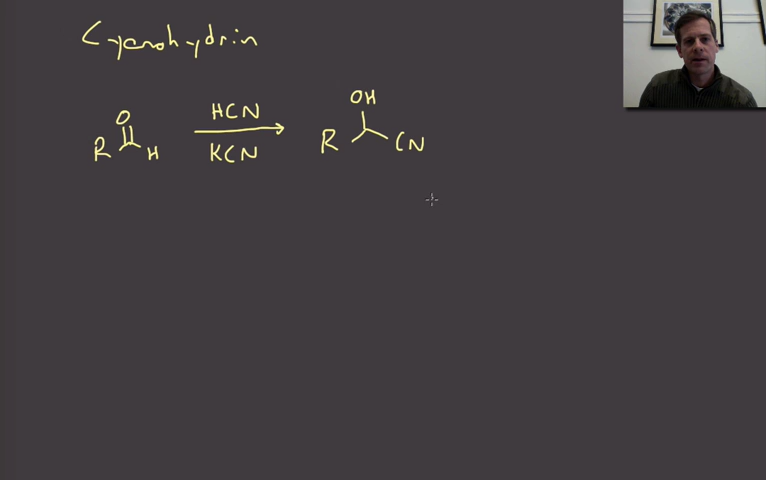 Cyanohydrin
O
R H
HCN
KCN
OH
R CN